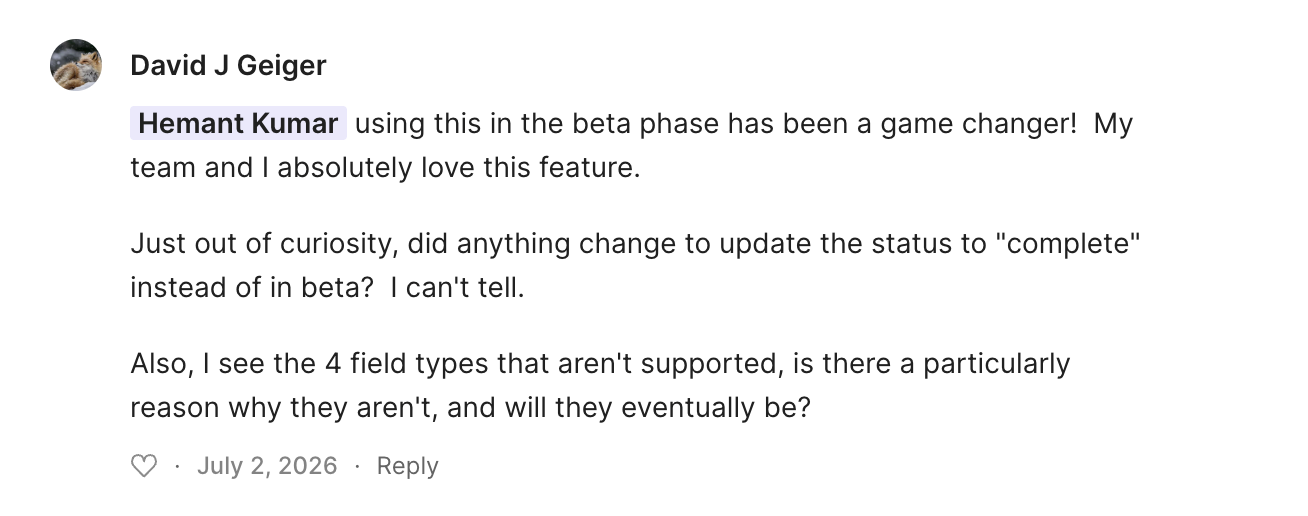 David J Geiger
Hemant Kumar using this in the beta phase has been a game changer!  My
team and I absolutely love this feature.
Just out of curiosity, did anything change to update the status to "complete"
instead of in beta?  I can't tell.
Also, I see the 4 field types that aren't supported, is there a particularly
reason why they aren't, and will they eventually be?
· July 2, 2026 · Reply